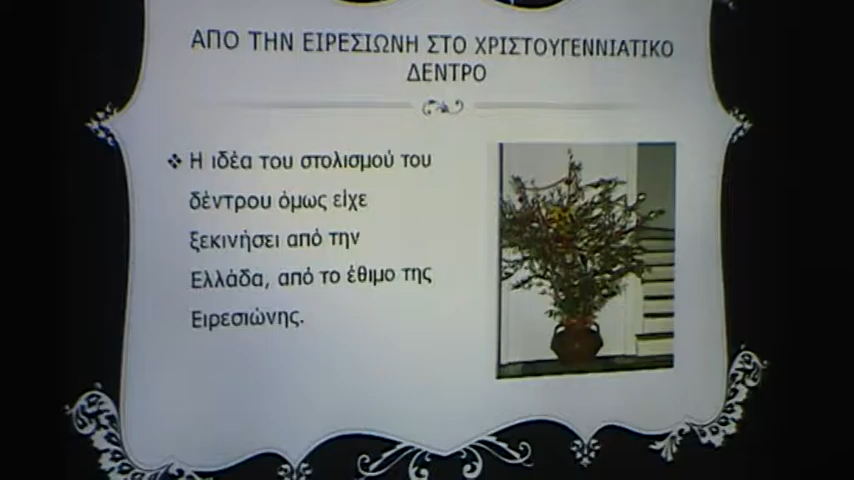 ΑΠΟ ΤΗΝ ΕΙΡΕΣΙΩΝΗ ΣΤΟ ΧΡΙΣΤΟΥΓΕΝΝΙΑΤΙΚΟ
ΔΕΝΤΡΟ
❖ Η ιδέα του στολισμού του
δέντρου όμως είχε
ξεκινήσει από την
Ελλάδα, από το έθιμο της
Ειρεσιώνης.